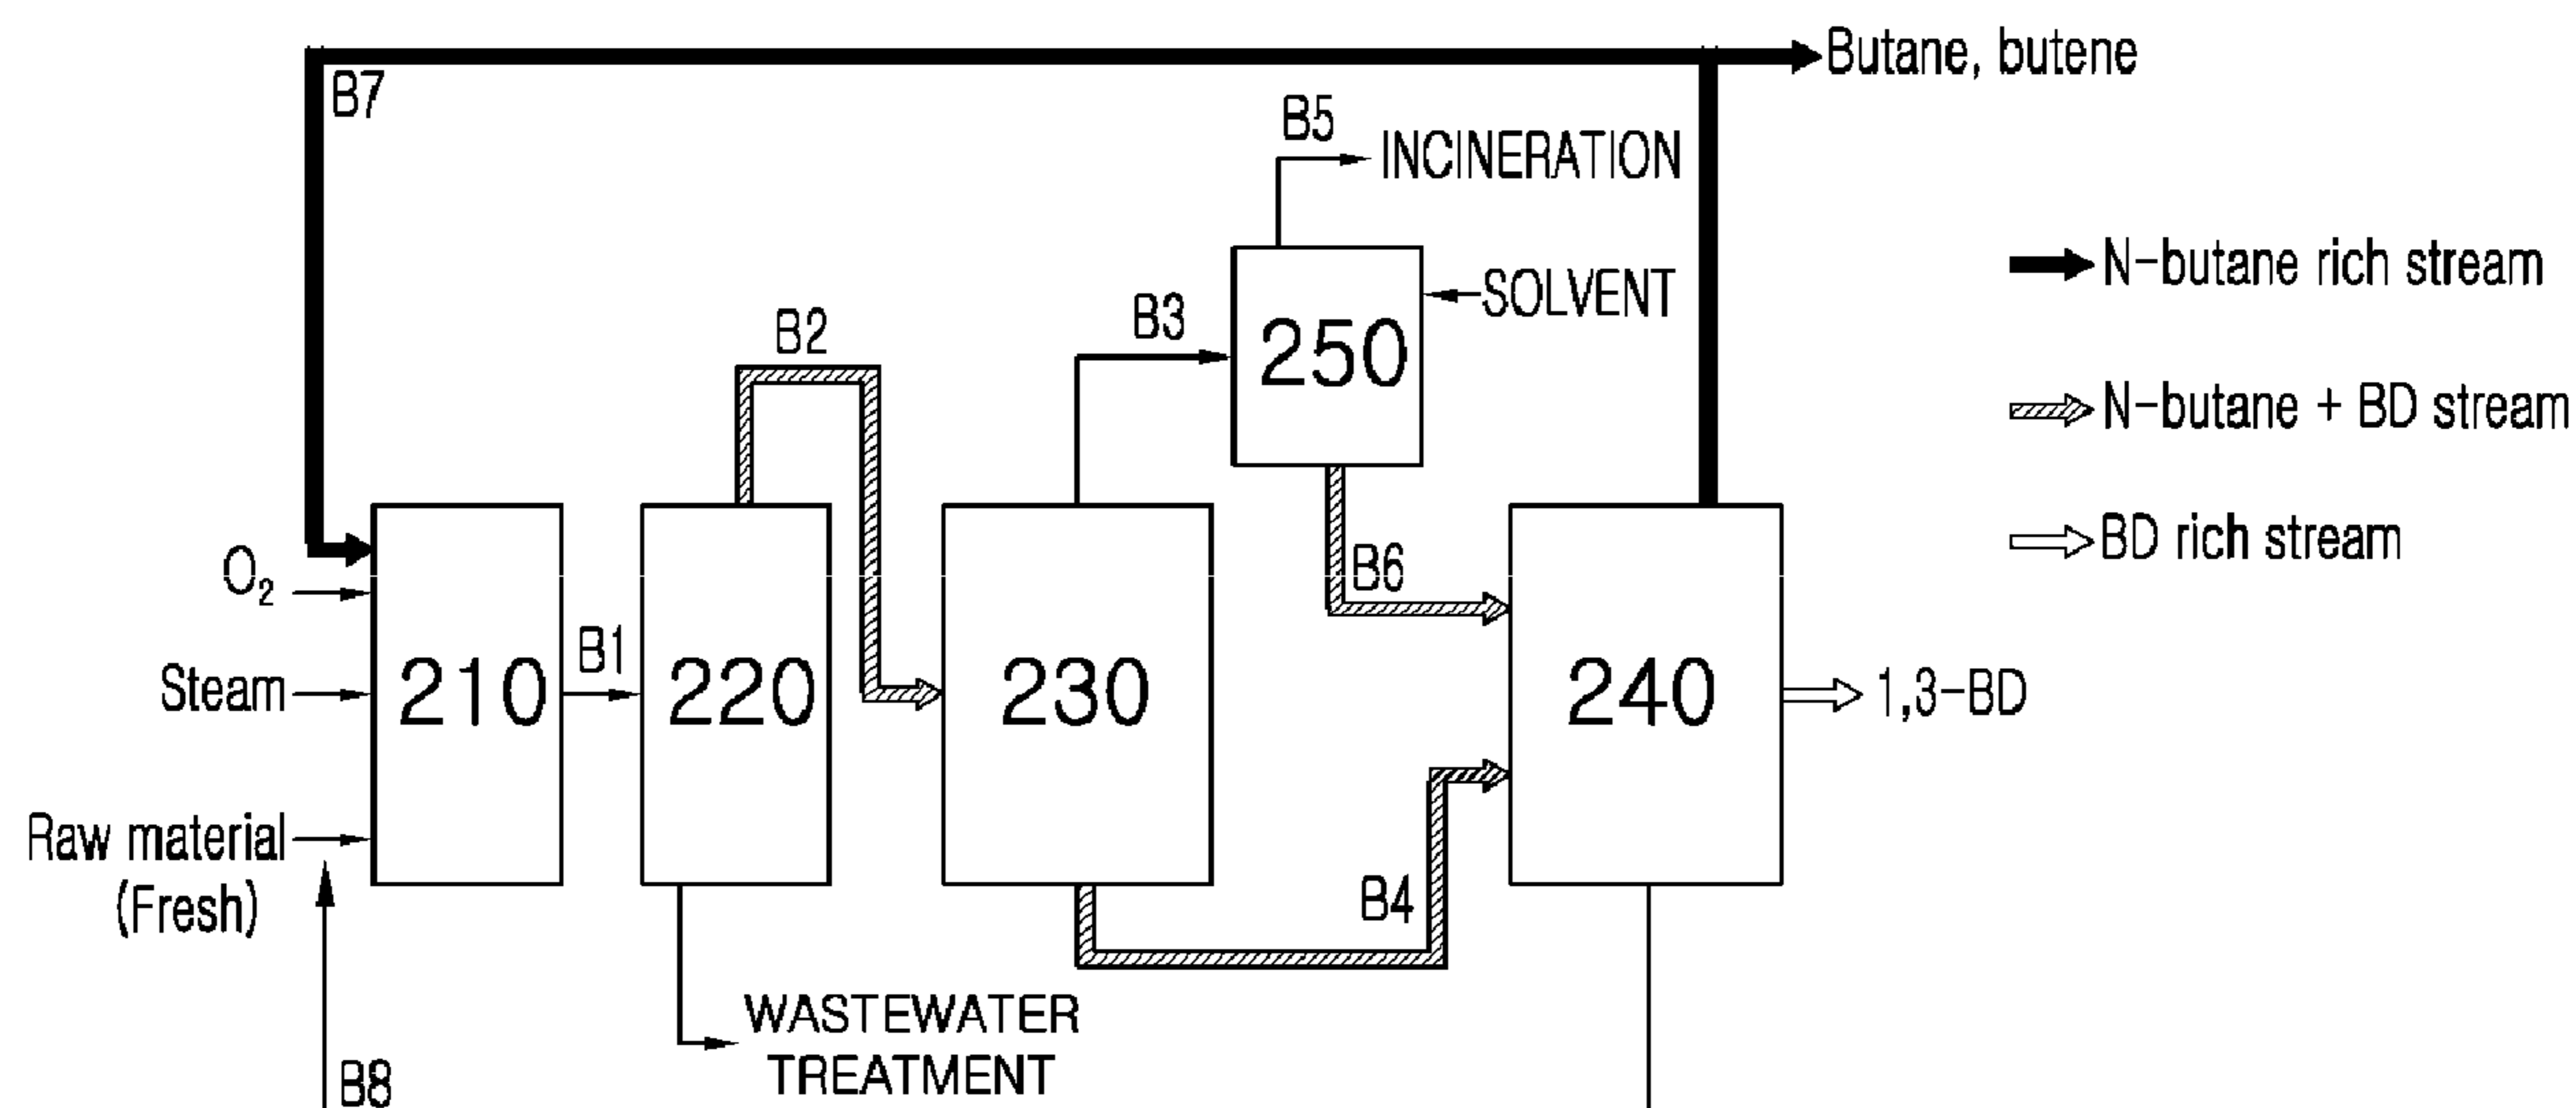 Butane, butene
B7
B5
INCINERATION
N-butane rich stream
250
SOLVENT
B3
B2
N-butane + BD stream
BD rich stream
O₂
B6
B1
Steam
210
220
230
240
1,3-BD
Raw material
(Fresh)
B4
WASTEWATER
TREATMENT
B8